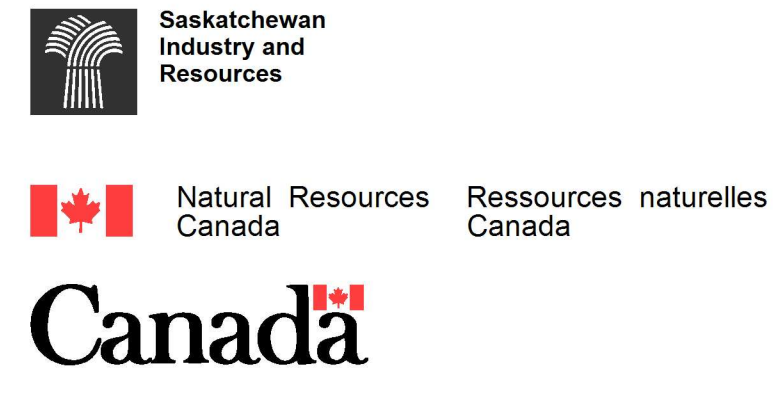 Saskatchewan
Industry and
Resources
Natural Resources
Canada
Ressources naturelles
Canada
Canada